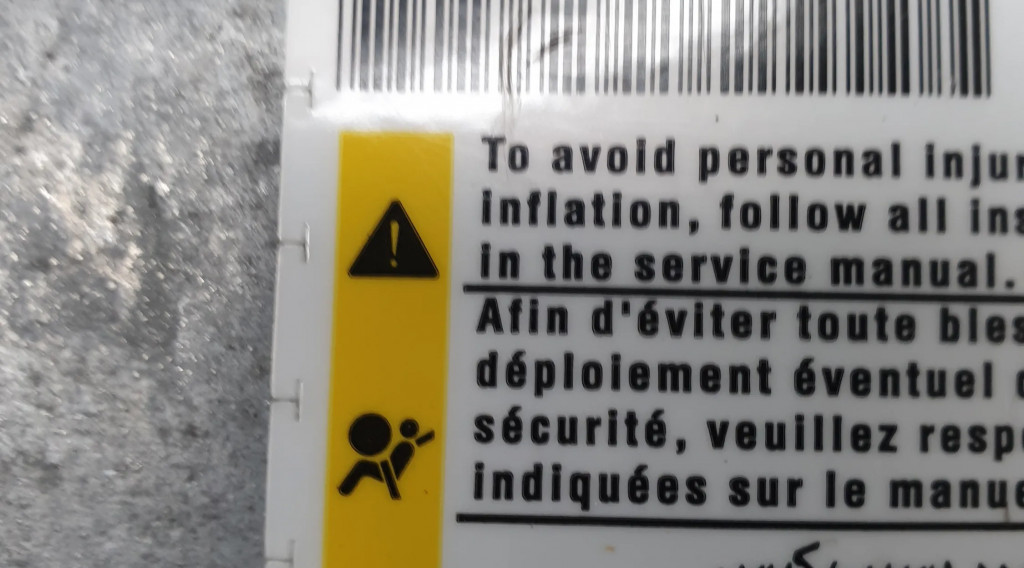 To avoid personal
inflation, follow all
in the service manual.
Afin d'éviter toute
déploiement éventuel
sécurité, veuillez
indiquées sur le